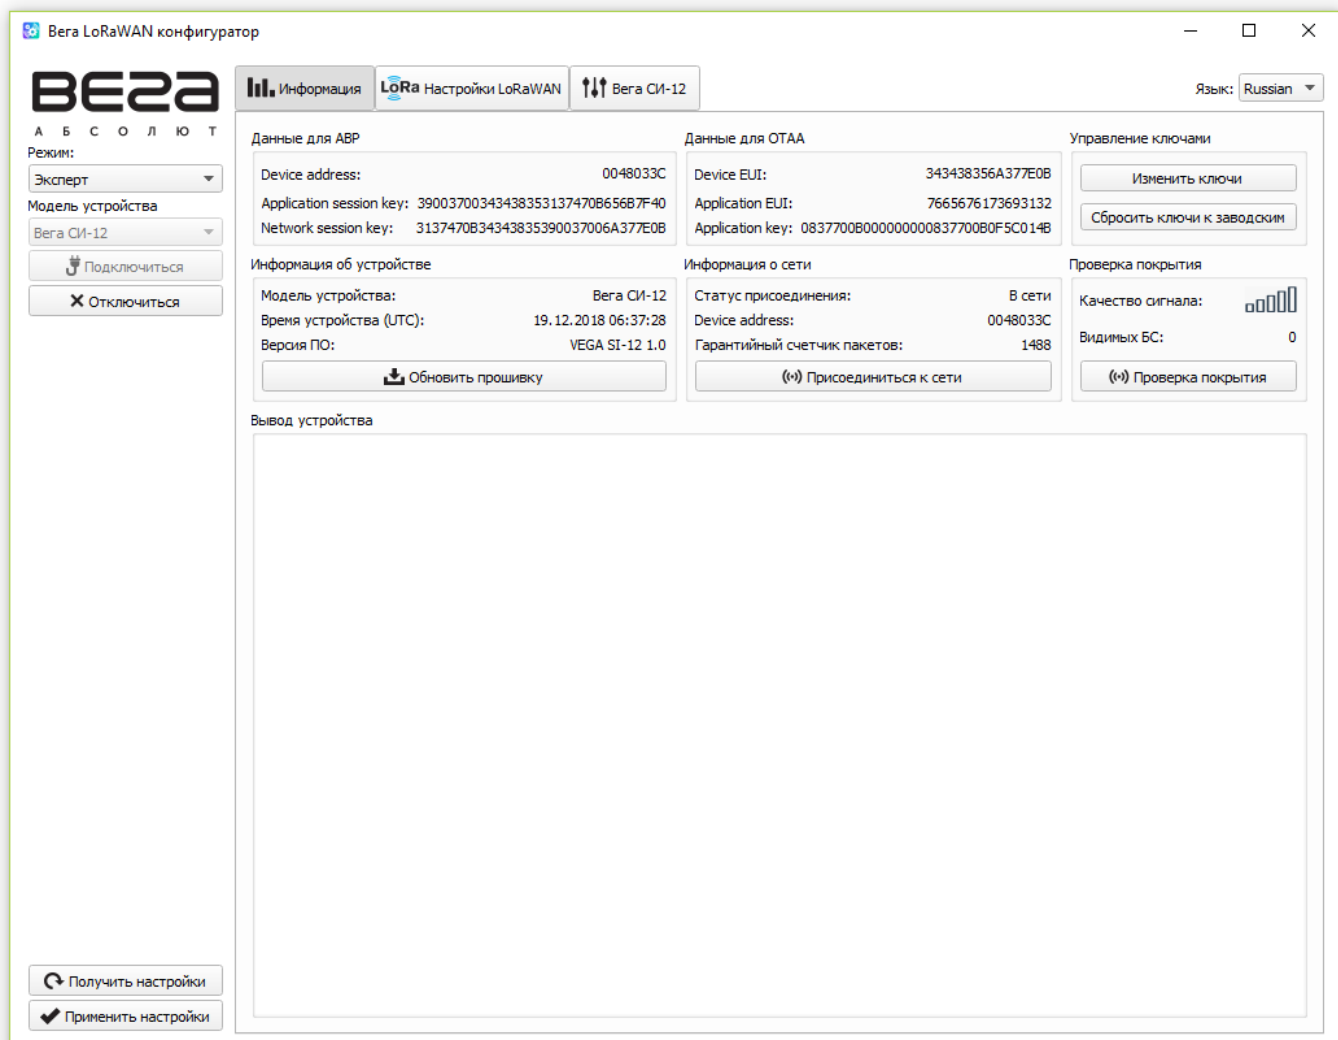 Вега LoRaWAN конфигуратор
ВЕГА
АБСОЛЮТ
Режим:
Эксперт
Модель устройства
Вега СИ-12
Подключиться
Отключиться
Получить настройки
Применить настройки
Информация
LoRa Настройки LoRaWAN
Вега СИ-12
Язык: Russian
Данные для ABP
Device address: 0048033C
Application session key: 39003700343438353137470B656B7F40
Network session key: 3137470B34343835390037006A377E0B
Данные для OTAA
Device EUI: 343438356A377E0B
Application EUI: 7665676173693132
Application key: 0837700B000000000837700B0F5C014B
Управление ключами
Изменить ключи
Сбросить ключи к заводским
Информация об устройстве
Модель устройства: Вега СИ-12
Время устройства (UTC): 19.12.2018 06:37:28
Версия ПО: VEGA SI-12 1.0
Обновить прошивку
Информация о сети
Статус присоединения: В сети
Device address: 0048033C
Гарантийный счетчик пакетов: 1488
Присоединиться к сети
Проверка покрытия
Качество сигнала:
Видимых БС: 0
Проверка покрытия
Вывод устройства